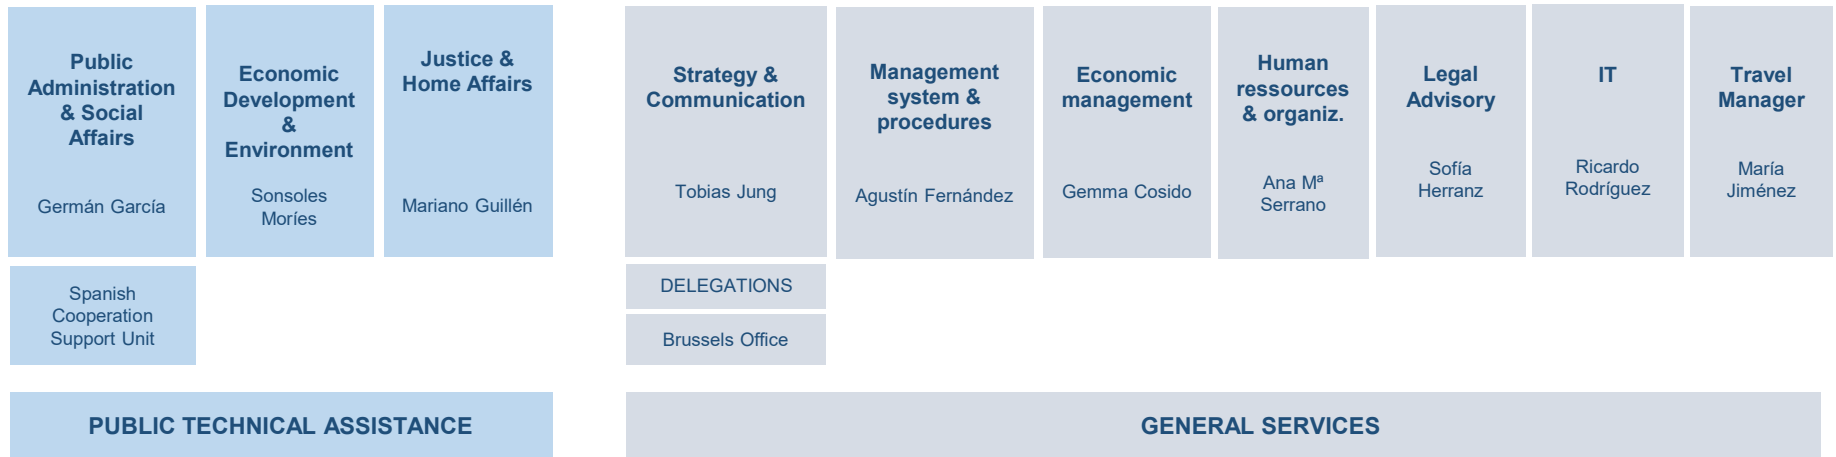 Public
Administration
& Social
Affairs
Germán García
Spanish
Cooperation
Support Unit
Economic
Development
&
Environment
Sonsoles
Moríes
Justice &
Home Affairs
Mariano Guillén
PUBLIC TECHNICAL ASSISTANCE
Strategy &
Communication
Tobias Jung
DELEGATIONS
Brussels Office
Management
system &
procedures
Agustín Fernández
Economic
management
Gemma Cosido
Human
ressources
& organiz.
Ana Mª
Serrano
Legal
Advisory
Sofía
Herranz
IT
Ricardo
Rodríguez
Travel
Manager
María
Jiménez
GENERAL SERVICES